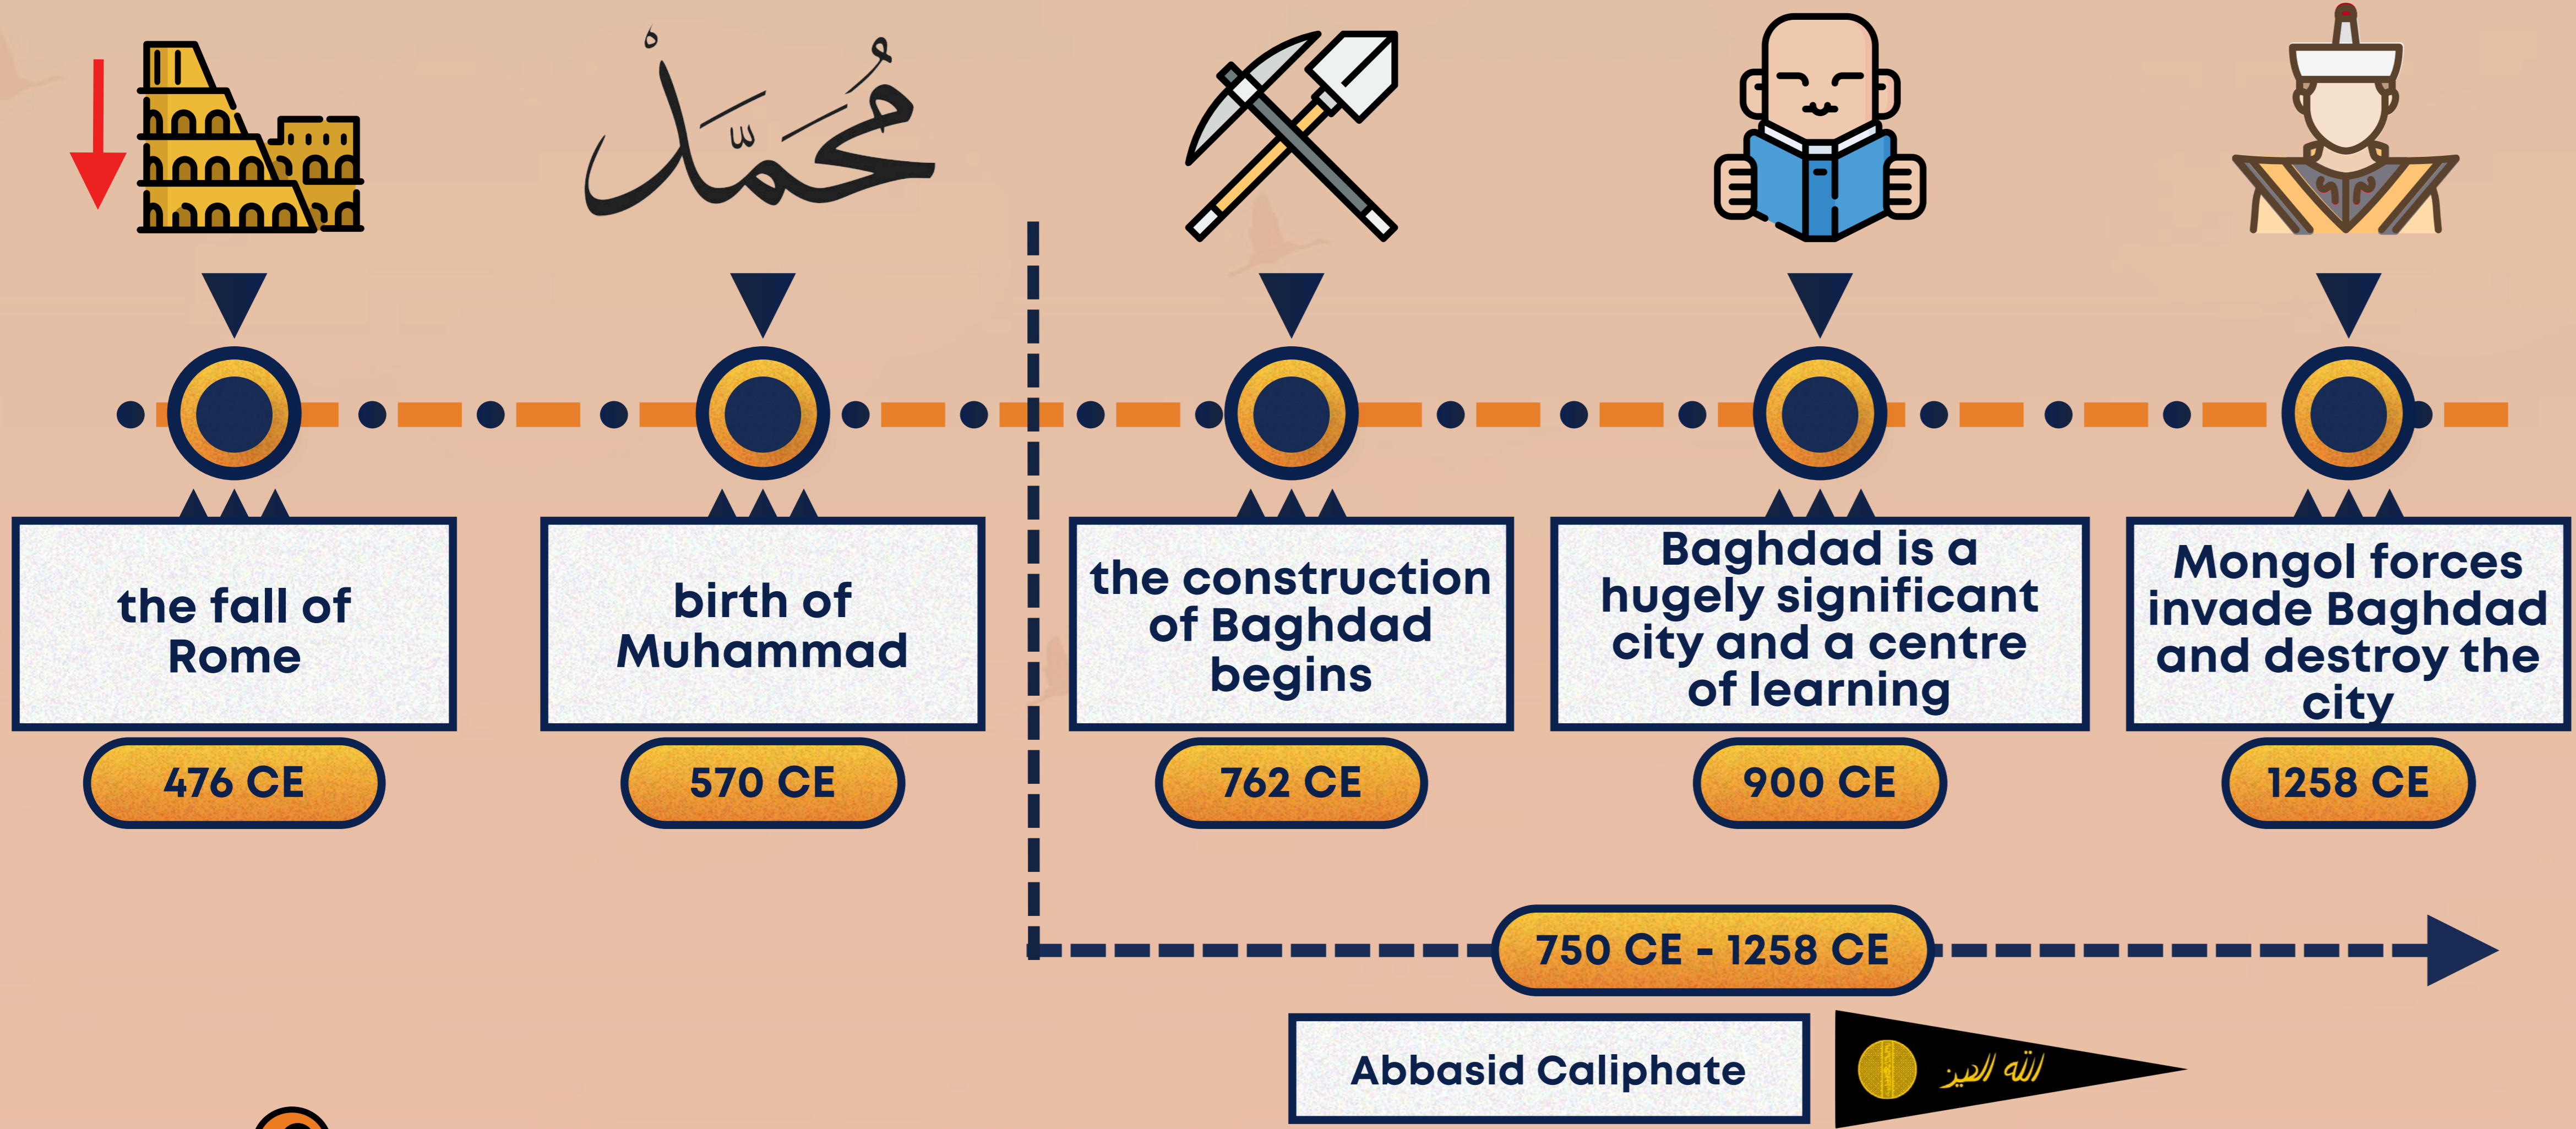 مُحَمَّدْ
the fall of
Rome
476 CE
birth of
Muhammad
570 CE
the construction
of Baghdad
begins
762 CE
Baghdad is a
hugely significant
city and a centre
of learning
900 CE
Mongol forces
invade Baghdad
and destroy the
city
1258 CE
750 CE - 1258 CE
Abbasid Caliphate
الله